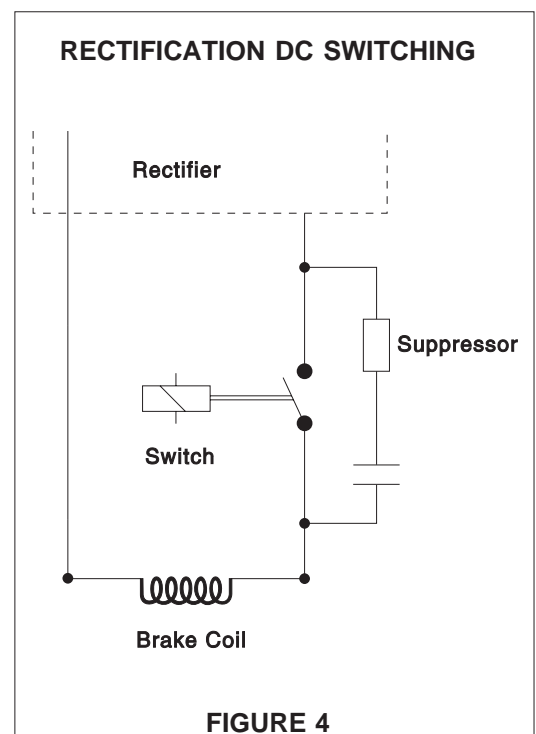 RECTIFICATION DC SWITCHING
Rectifier
Suppressor
Switch
Brake Coil
FIGURE 4